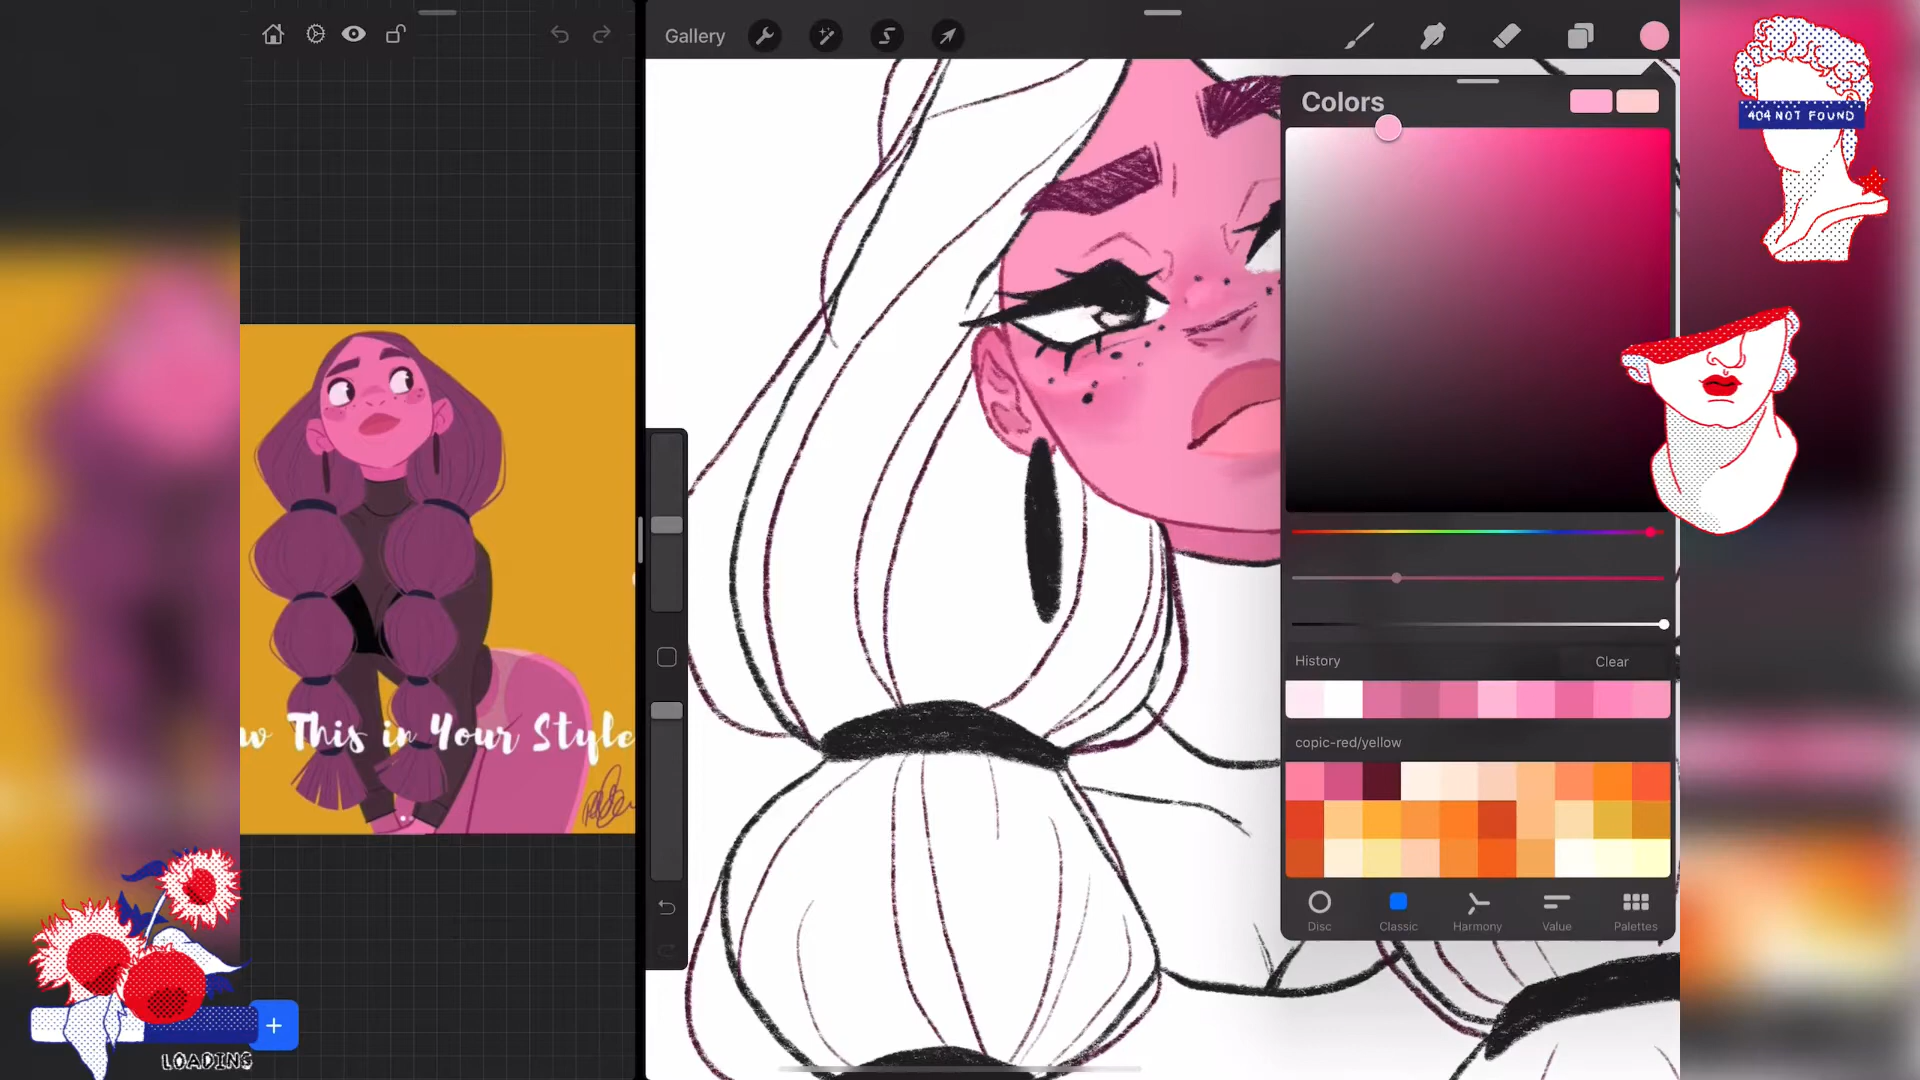 Gallery
Colors
404 NOT FOUND
History
Clear
copic-red/yellow
Disc
Classic
Harmony
Value
Palettes
This in Your Style
LOADING